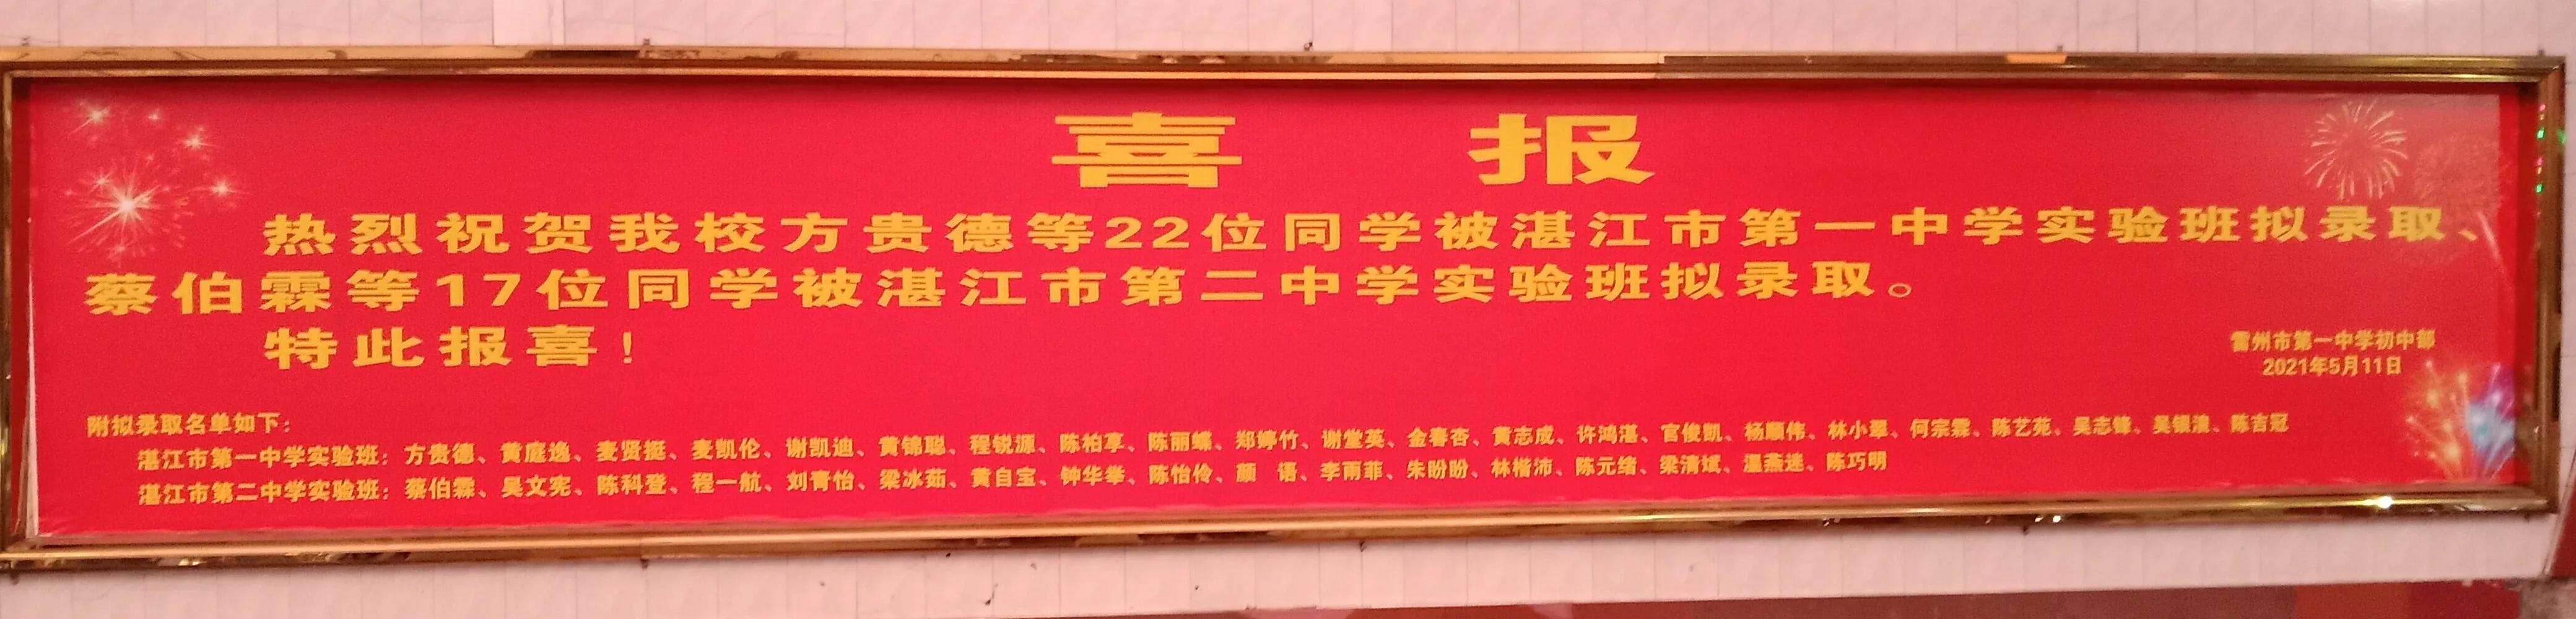 喜 报
热烈祝贺我校方贵德等22位同学被湛江市第一中学实验班拟录取、
蔡伯霖等17位同学被湛江市第二中学实验班拟录取。
特此报喜！
雷州市第一中学初中部
2021年5月11日
附拟录取名单如下：
湛江市第一中学实验班：方贵德、黄庭逸、麦贤挺、麦凯伦、谢凯迪、黄锦聪、程锐源、陈柏享、陈丽蝶、郑婷竹、谢堂英、金春杏、黄志成、许鸿湛、官俊凯、杨顺伟、林小翠、何宗霖、陈艺苑、吴志锋、吴银浪、陈吉冠
湛江市第二中学实验班：蔡伯霖、吴文宪、陈科登、程一航、刘青怡、梁冰茹、黄自宝、钟华举、陈怡伶、颜 语、李雨菲、朱盼盼、林楷沛、陈元绪、梁清斌、温燕迷、陈巧明